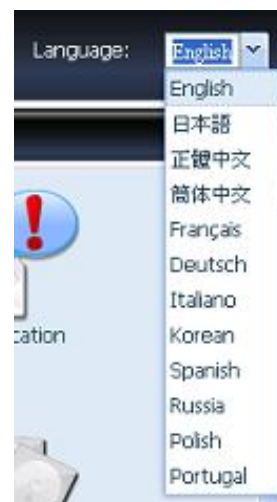 Language: English
English
日本語
正體中文
简体中文
Français
Deutsch
Italiano
Korean
Spanish
Russia
Polish
Portugal
cation